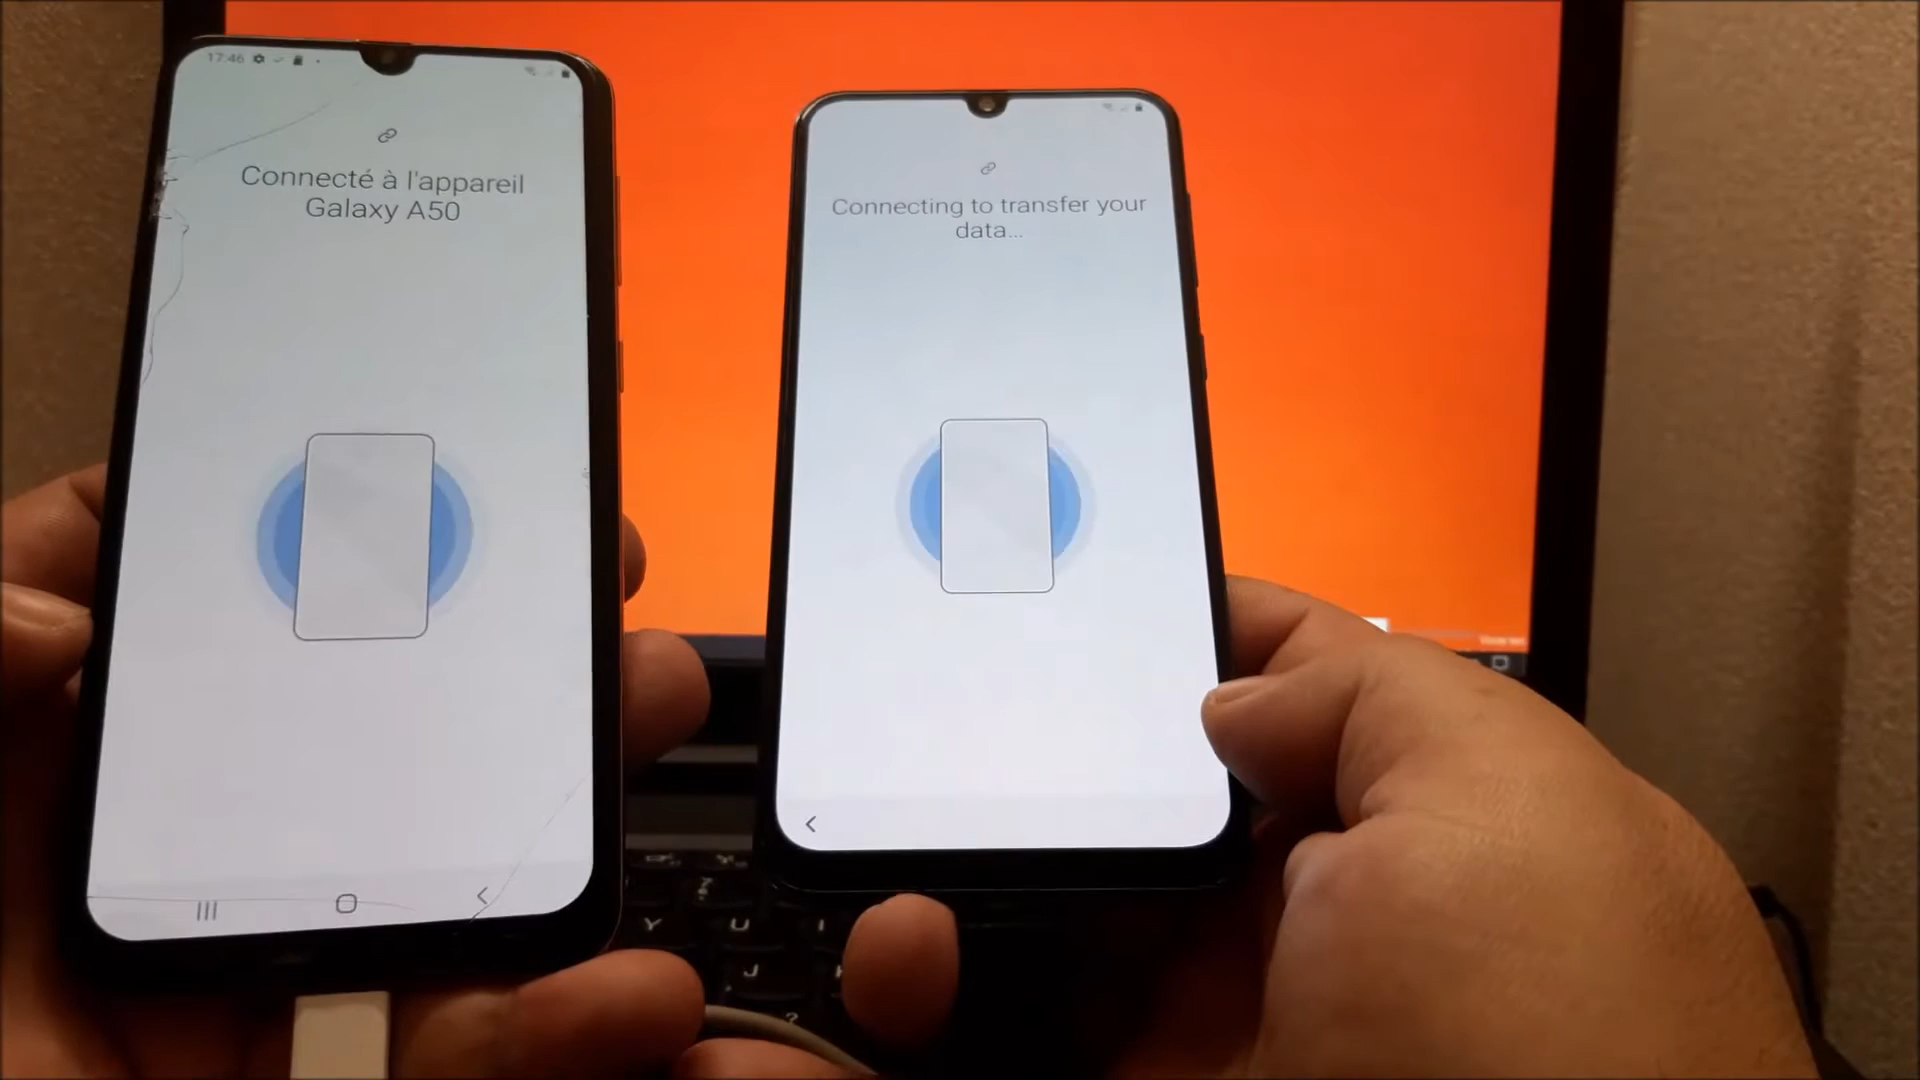 17:46
Connecté à l'appareil
Galaxy A50
Connecting to transfer your
data...
Y U I
J
?